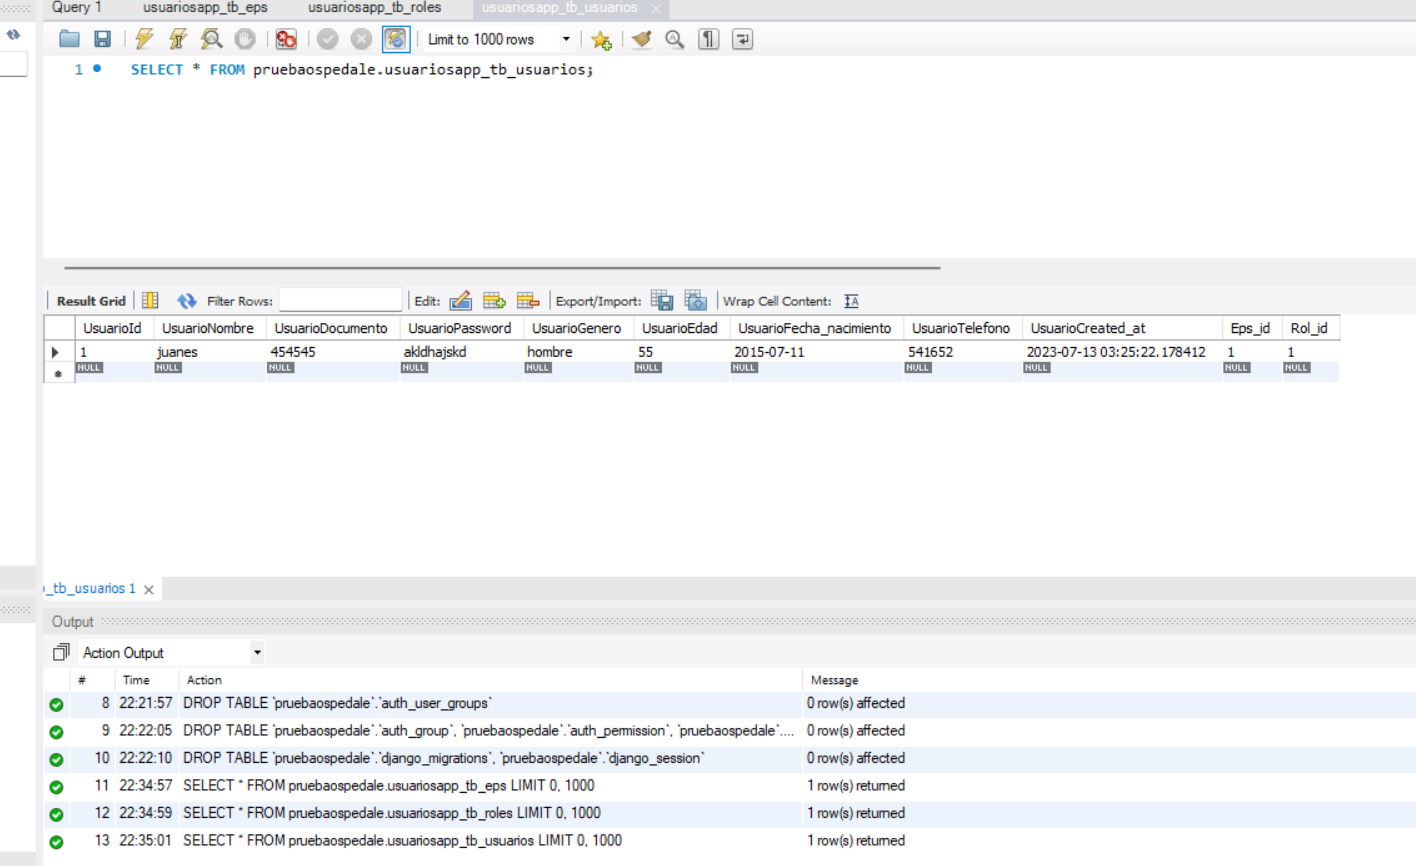 Query 1 usuariosapp_tb_eps usuariosapp_tb_roles usuariosapp_tb_usuarios
Limit to 1000 rows
1 SELECT * FROM pruebaospedale.usuariosapp_tb_usuarios;
Result Grid Filter Rows: Edit: Export/Import: Wrap Cell Content:
UsuarioId UsuarioNombre UsuarioDocumento UsuarioPassword UsuarioGenero UsuarioEdad UsuarioFecha_nacimiento UsuarioTelefono UsuarioCreated_at Eps_id Rol_id
1 juanes 454545 akldhajskd hombre 55 2015-07-11 541652 2023-07-13 03:25:22.178412 1 1
NULL NULL NULL NULL NULL NULL NULL NULL NULL NULL NULL
_tb_usuarios 1
Output
Action Output
# Time Action Message
8 22:21:57 DROP TABLE `pruebaospedale`.`auth_user_groups` 0 row(s) affected
9 22:22:05 DROP TABLE `pruebaospedale`.`auth_group`, `pruebaospedale`.`auth_permission`, `pruebaospedale`.... 0 row(s) affected
10 22:22:10 DROP TABLE `pruebaospedale`.`django_migrations`, `pruebaospedale`.`django_session` 0 row(s) affected
11 22:34:57 SELECT * FROM pruebaospedale.usuariosapp_tb_eps LIMIT 0, 1000 1 row(s) returned
12 22:34:59 SELECT * FROM pruebaospedale.usuariosapp_tb_roles LIMIT 0, 1000 1 row(s) returned
13 22:35:01 SELECT * FROM pruebaospedale.usuariosapp_tb_usuarios LIMIT 0, 1000 1 row(s) returned